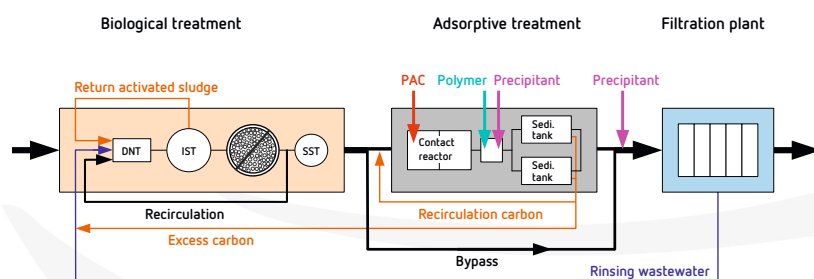 Biological treatment
Adsorptive treatment
Filtration plant
PAC
Polymer
Precipitant
Precipitant
Return activated sludge
DNT
IST
SST
Contact
reactor
Sedi.
tank
Sedi.
tank
Recirculation
Recirculation carbon
Excess carbon
Bypass
Rinsing wastewater